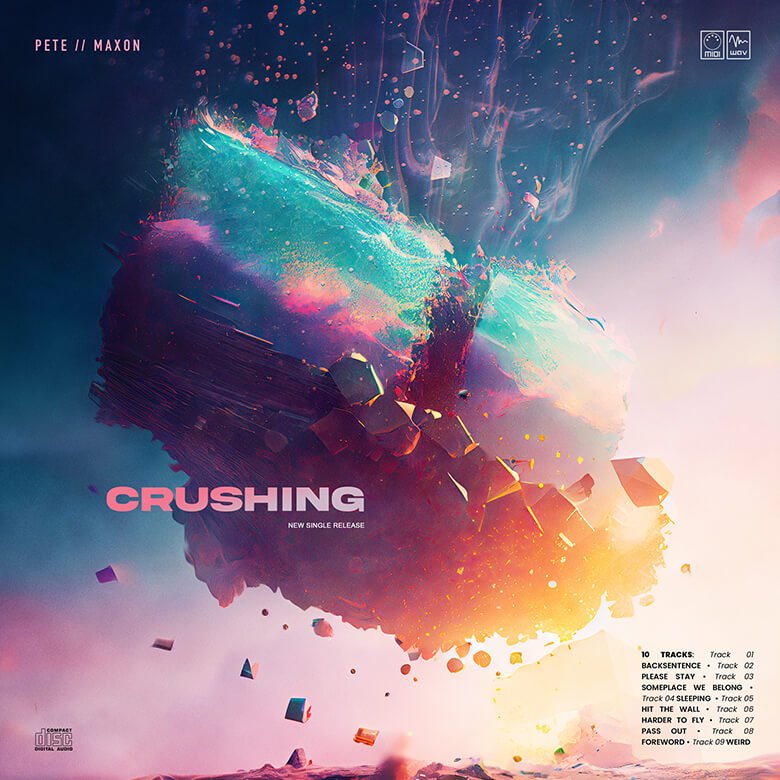 PETE // MAXON
MIDI
WAV
CRUSHING
NEW SINGLE RELEASE
10 TRACKS: Track 01
BACKSENTENCE • Track 02
PLEASE STAY • Track 03
SOMEPLACE WE BELONG •
Track 04 SLEEPING • Track 05
HIT THE WALL • Track 06
HARDER TO FLY • Track 07
PASS OUT • Track 08
FOREWORD • Track 09 WEIRD
COMPACT
disc
DIGITAL AUDIO